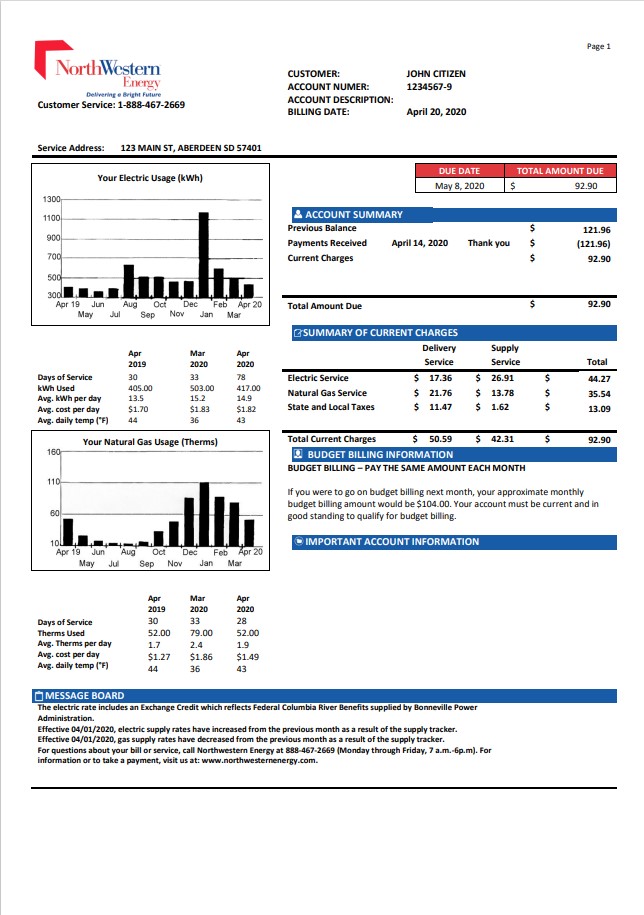 Page 1
NorthWestern
Energy
Delivering a Bright Future
Customer Service: 1-888-467-2669
CUSTOMER: JOHN CITIZEN
ACCOUNT NUMER: 1234567-9
ACCOUNT DESCRIPTION:
BILLING DATE: April 20, 2020
Service Address: 123 MAIN ST, ABERDEEN SD 57401
Your Electric Usage (kWh)
1300
1100
900
700
500
300
Apr 19 Jun Aug Oct Dec Feb Apr 20
May Jul Sep Nov Jan Mar
Apr Mar Apr
2019 2020 2020
Days of Service 30 33 78
kWh Used 405.00 503.00 417.00
Avg. kWh per day 13.5 15.2 14.9
Avg. cost per day $1.70 $1.83 $1.82
Avg. daily temp (°F) 44 36 43
Your Natural Gas Usage (Therms)
160
110
60
10
Apr 19 Jun Aug Oct Dec Feb Apr 20
May Jul Sep Nov Jan Mar
Apr Mar Apr
2019 2020 2020
Days of Service 30 33 28
Therms Used 52.00 79.00 52.00
Avg. Therms per day 1.7 2.4 1.9
Avg. cost per day $1.27 $1.86 $1.49
Avg. daily temp (°F) 44 36 43
DUE DATE TOTAL AMOUNT DUE
May 8, 2020 $ 92.90
ACCOUNT SUMMARY
Previous Balance $ 121.96
Payments Received April 14, 2020 Thank you $ (121.96)
Current Charges $ 92.90
Total Amount Due $ 92.90
SUMMARY OF CURRENT CHARGES
Delivery Supply
Service Service Total
Electric Service $ 17.36 $ 26.91 $ 44.27
Natural Gas Service $ 21.76 $ 13.78 $ 35.54
State and Local Taxes $ 11.47 $ 1.62 $ 13.09
Total Current Charges $ 50.59 $ 42.31 $ 92.90
BUDGET BILLING INFORMATION
BUDGET BILLING – PAY THE SAME AMOUNT EACH MONTH
If you were to go on budget billing next month, your approximate monthly
budget billing amount would be $104.00. Your account must be current and in
good standing to qualify for budget billing.
IMPORTANT ACCOUNT INFORMATION
MESSAGE BOARD
The electric rate includes an Exchange Credit which reflects Federal Columbia River Benefits supplied by Bonneville Power
Administration.
Effective 04/01/2020, electric supply rates have increased from the previous month as a result of the supply tracker.
Effective 04/01/2020, gas supply rates have decreased from the previous month as a result of the supply tracker.
For questions about your bill or service, call Northwestern Energy at 888-467-2669 (Monday through Friday, 7 a.m.-6p.m). For
information or to take a payment, visit us at: www.northwesternenergy.com.